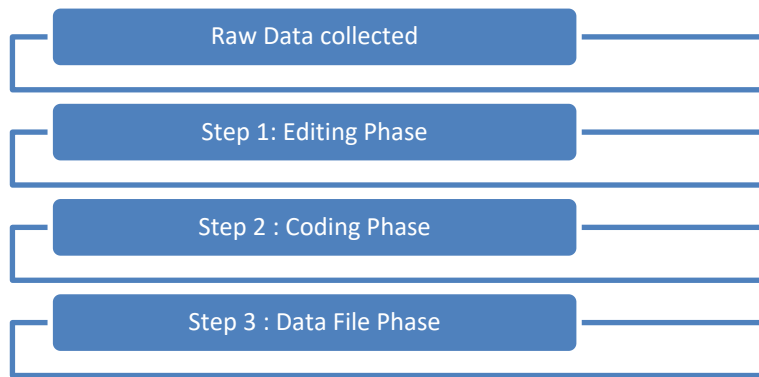 Raw Data collected
Step 1: Editing Phase
Step 2 : Coding Phase
Step 3 : Data File Phase